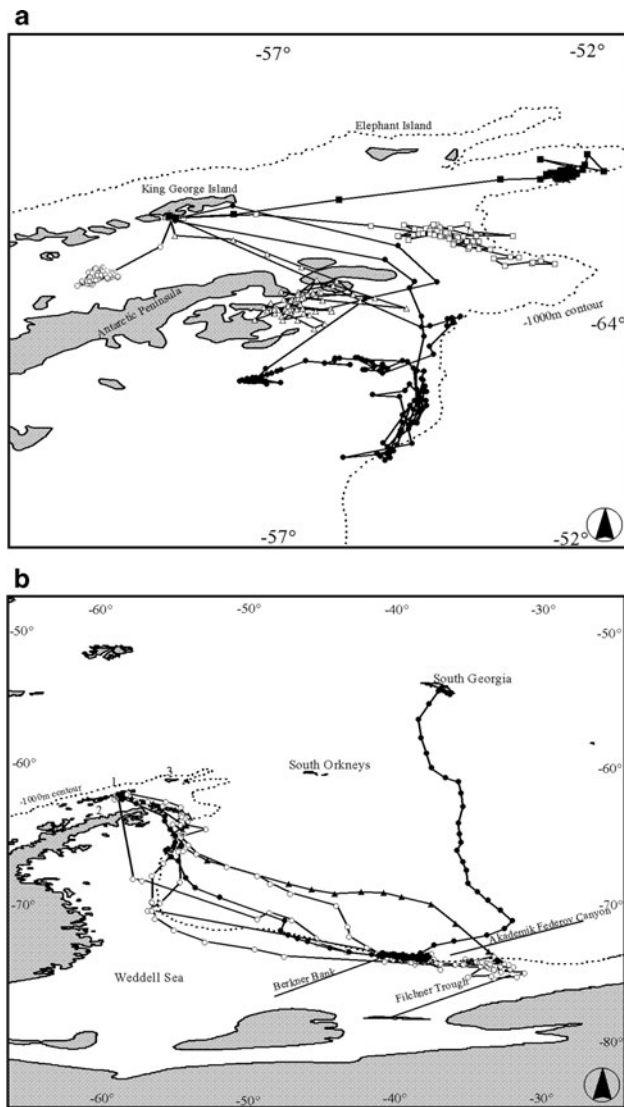 a
-57°
-52°
Elephant Island
King George Island
Antarctic Peninsula
-1000m contour
-64°
-57°
-52°
b
-60°
-50°
-40°
-30°
-50°
-50°
South Georgia
-60°
South Orkneys
-60°
-1000m contour
1
2
3
-70°
-70°
Akademik Federov Canyon
Weddell Sea
Berkner Bank
Filchner Trough
-80°
-60°
-50°
-40°
-30°